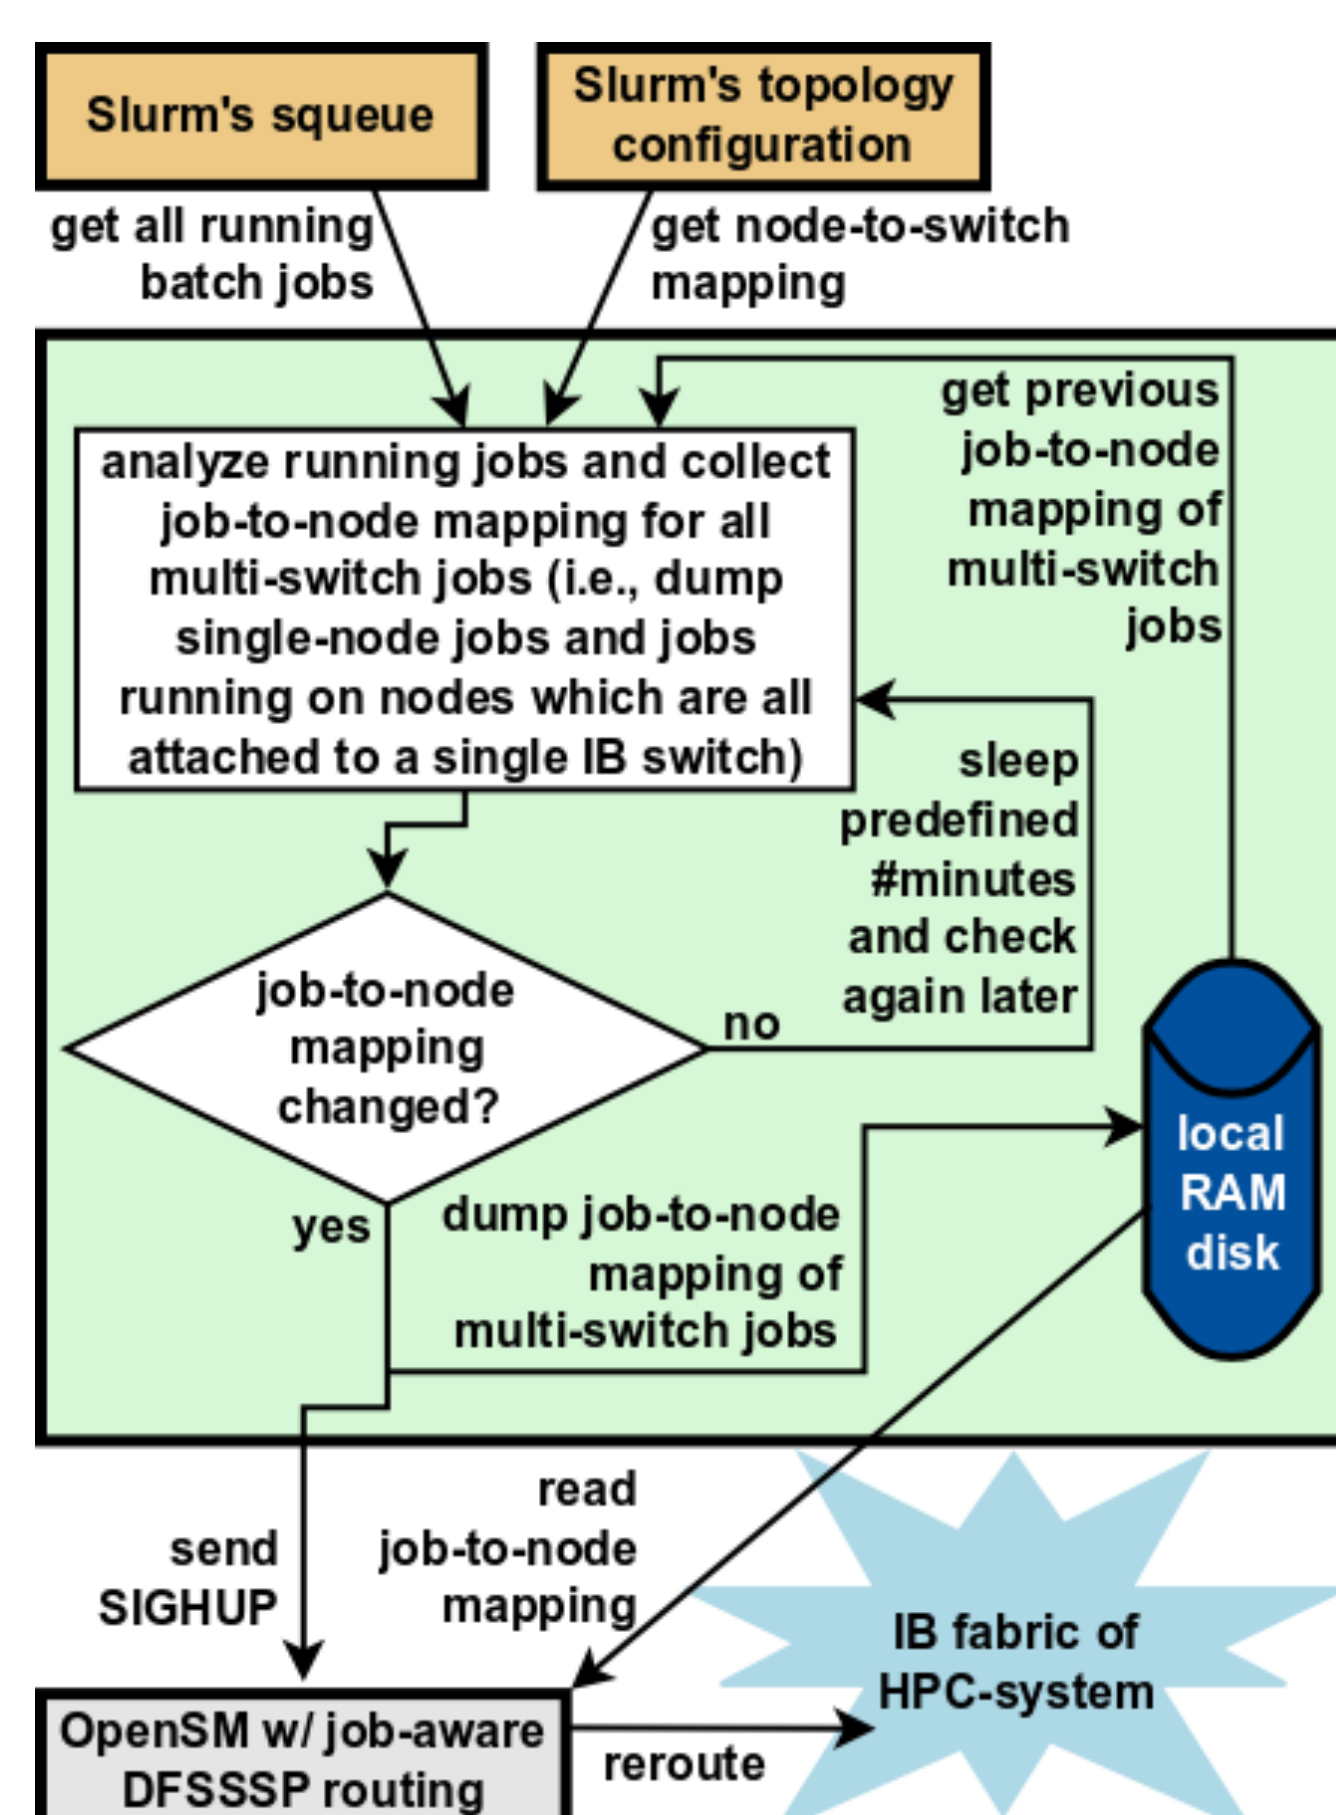 Slurm's squeue
Slurm's topology
configuration
get all running
batch jobs
get node-to-switch
mapping
get previous
job-to-node
mapping of
multi-switch
jobs
analyze running jobs and collect
job-to-node mapping for all
multi-switch jobs (i.e., dump
single-node jobs and jobs
running on nodes which are all
attached to a single IB switch)
sleep
predefined
#minutes
and check
again later
job-to-node
mapping
changed?
no
yes
dump job-to-node
mapping of
multi-switch jobs
local
RAM
disk
send
SIGHUP
read
job-to-node
mapping
IB fabric of
HPC-system
OpenSM w/ job-aware
DFSSSP routing
reroute